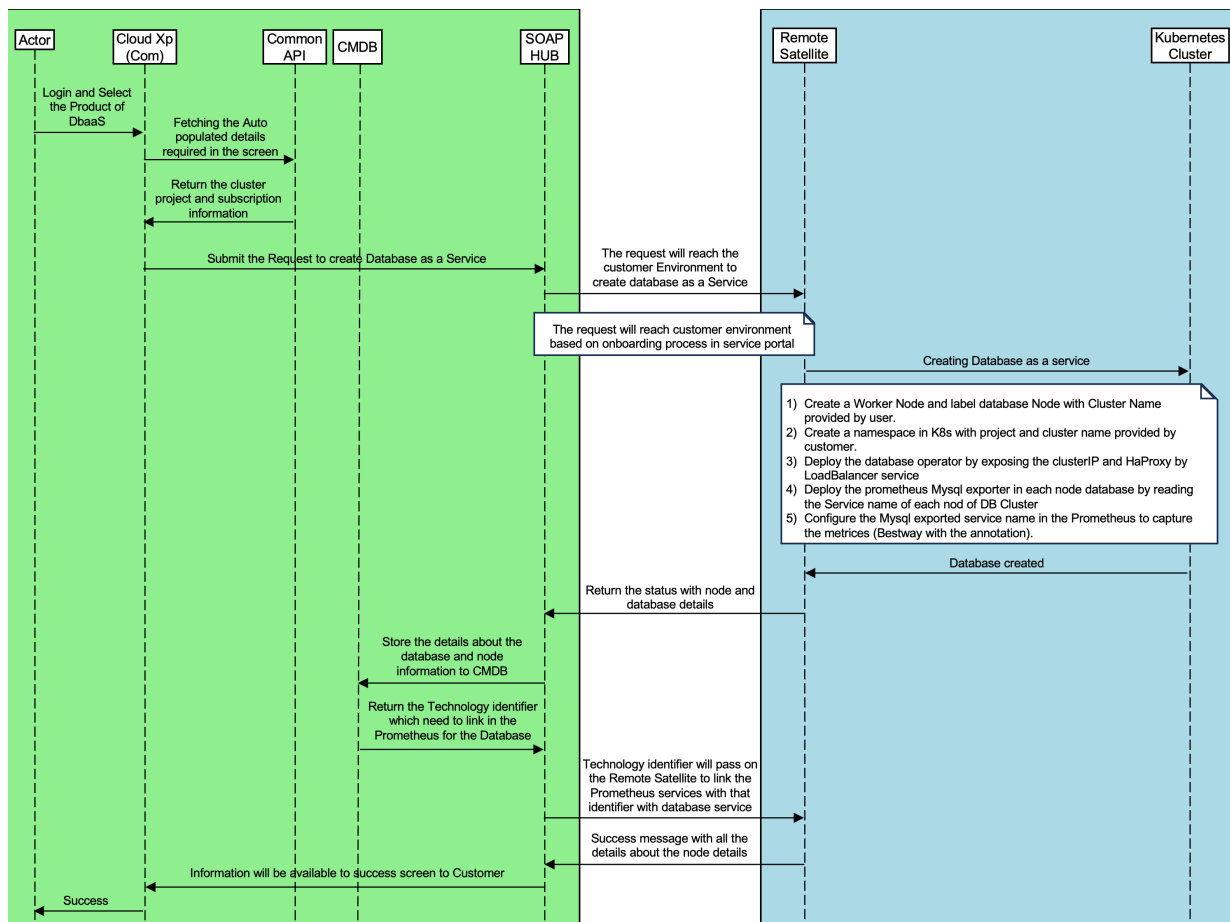 Actor
Cloud Xp
(Com)
Common
API
CMDB
SOAP
HUB
Remote
Satellite
Kubernetes
Cluster
Login and Select
the Product of
DbaaS
Fetching the Auto
populated details
required in the screen
Return the cluster
project and subscription
information
Submit the Request to create Database as a Service
The request will reach the
customer Environment to
create database as a Service
The request will reach customer environment
based on onboarding process in service portal
Creating Database as a service
1) Create a Worker Node and label database Node with Cluster Name
provided by user.
2) Create a namespace in K8s with project and cluster name provided by
customer.
3) Deploy the database operator by exposing the clusterIP and HaProxy by
LoadBalancer service
4) Deploy the prometheus Mysql exporter in each node database by reading
the Service name of each nod of DB Cluster
5) Configure the Mysql exported service name in the Prometheus to capture
the metrices (Bestway with the annotation).
Database created
Return the status with node and
database details
Store the details about the
database and node
information to CMDB
Return the Technology identifier
which need to link in the
Prometheus for the Database
Technology identifier will pass on
the Remote Satellite to link the
Prometheus services with that
identifier with database service
Success message with all the
details about the node details
Information will be available to success screen to Customer
Success